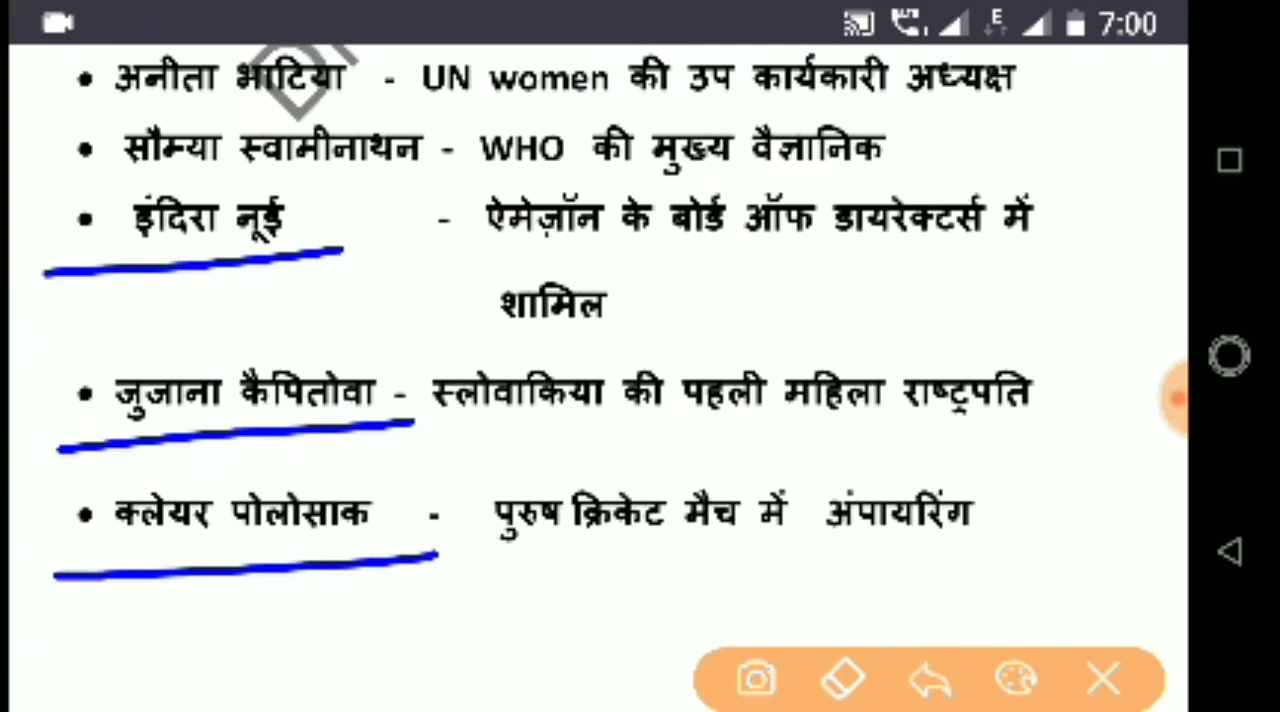 7:00
• अनीता भाटिया - UN women की उप कार्यकारी अध्यक्ष
• सौम्या स्वामीनाथन - WHO की मुख्य वैज्ञानिक
• इंदिरा नूई - ऐमेज़ॉन के बोर्ड ऑफ डायरेक्टर्स में
शामिल
• जुजाना कैपितोवा - स्लोवाकिया की पहली महिला राष्ट्रपति
• क्लेयर पोलोसाक - पुरुष क्रिकेट मैच में अंपायरिंग